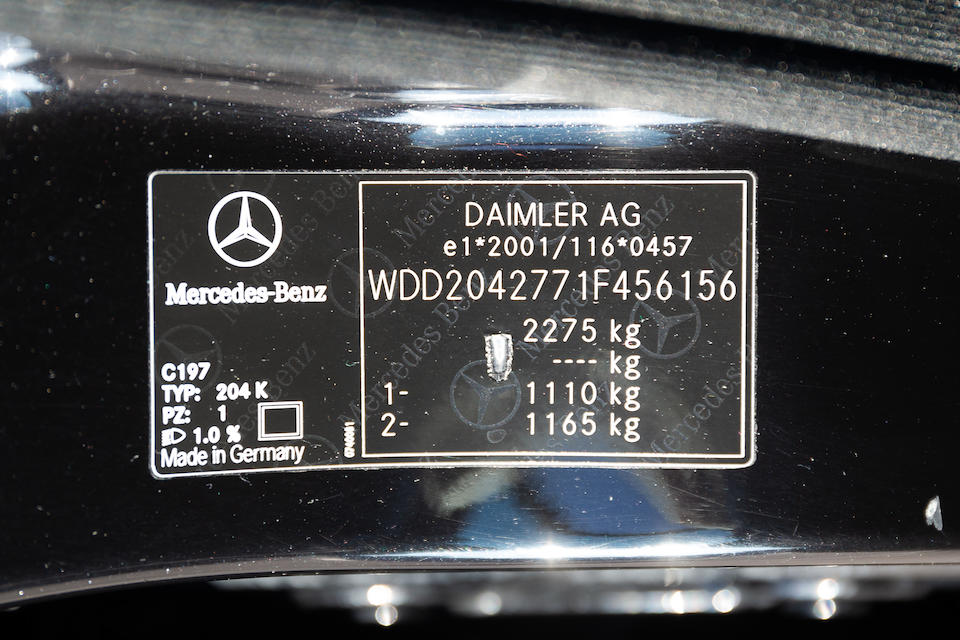 Mercedes-Benz
C197
TYP: 204 K
PZ: 1
1.0 %
Made in Germany
DAIMLER AG
e1*2001/116*0457
WDD2042771F456156
2275 kg
---- kg
1- 1110 kg
2- 1165 kg